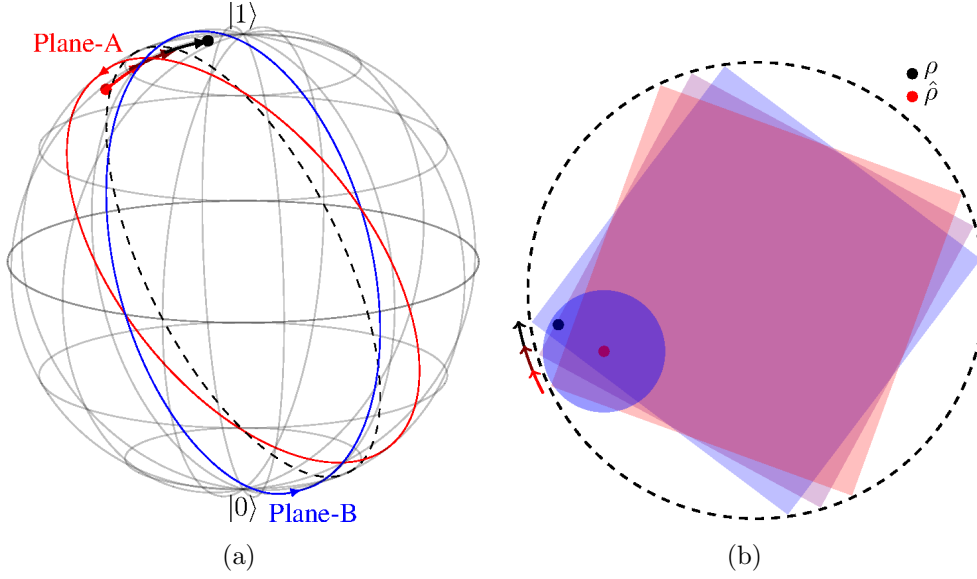 |1⟩
Plane-A
|0⟩
Plane-B
(a)
ρ
ρ̂
(b)